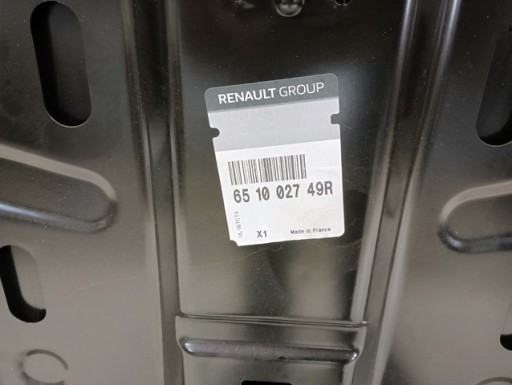 RENAULT GROUP
65 10 027 49R
X1 Made in France